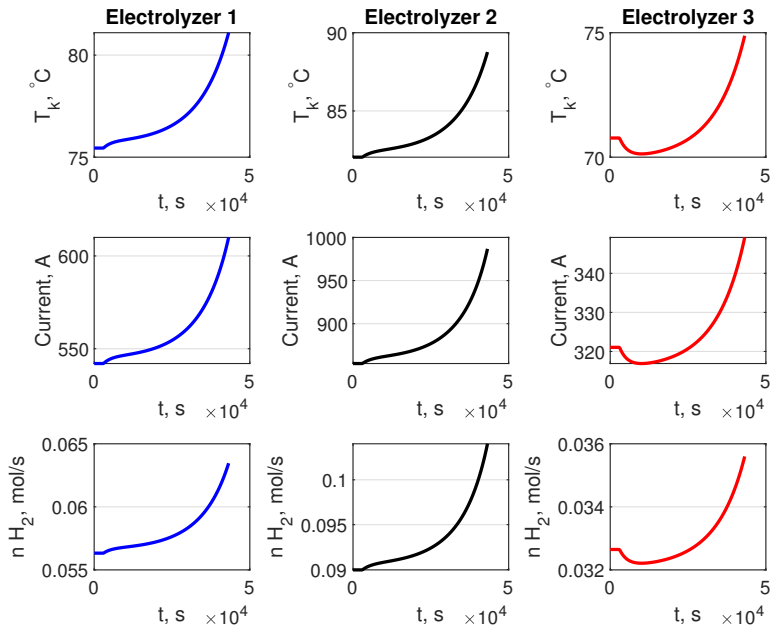 Electrolyzer 1
Electrolyzer 2
Electrolyzer 3
T_k, °C
80
75
0
5
t, s
×10^4
T_k, °C
90
85
0
5
t, s
×10^4
T_k, °C
75
70
0
5
t, s
×10^4
Current, A
600
540
0
5
t, s
×10^4
Current, A
1000
950
900
0
5
t, s
×10^4
Current, A
340
330
320
0
5
t, s
×10^4
n H_2, mol/s
0.065
0.06
0.055
0
5
t, s
×10^4
n H_2, mol/s
0.1
0.095
0.09
0
5
t, s
×10^4
n H_2, mol/s
0.036
0.034
0.032
0
5
t, s
×10^4